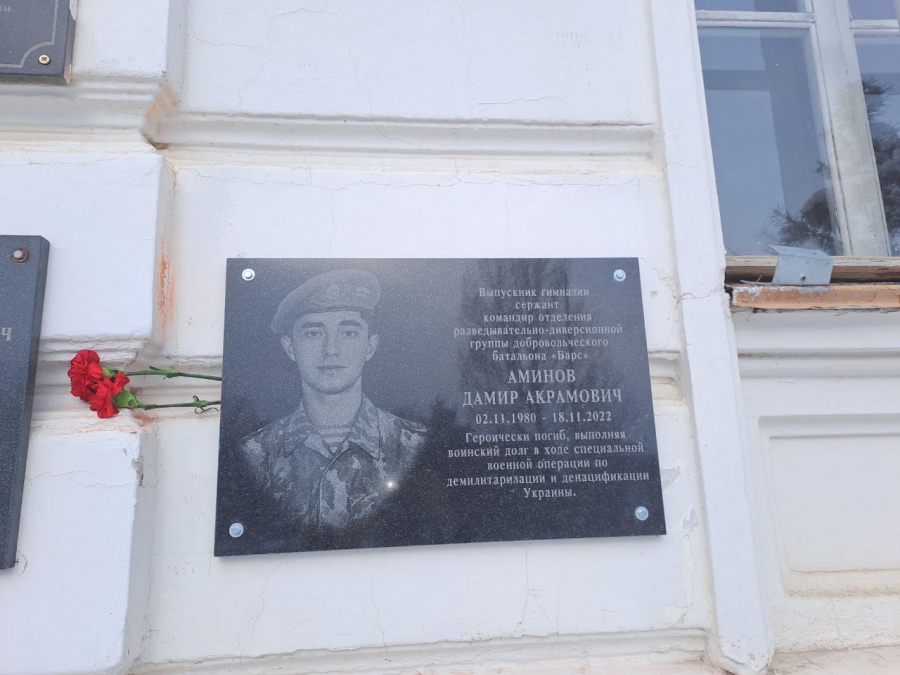 Выпускник гимназии
сержант
командир отделения
разведывательно-диверсионной
группы добровольческого
батальона «Барс»
АМИНОВ
ДАМИР АКРАМОВИЧ
02.11.1980 - 18.11.2022
Героически погиб, выполняя
воинский долг в ходе специальной
военной операции по
демилитаризации и денацификации
Украины.